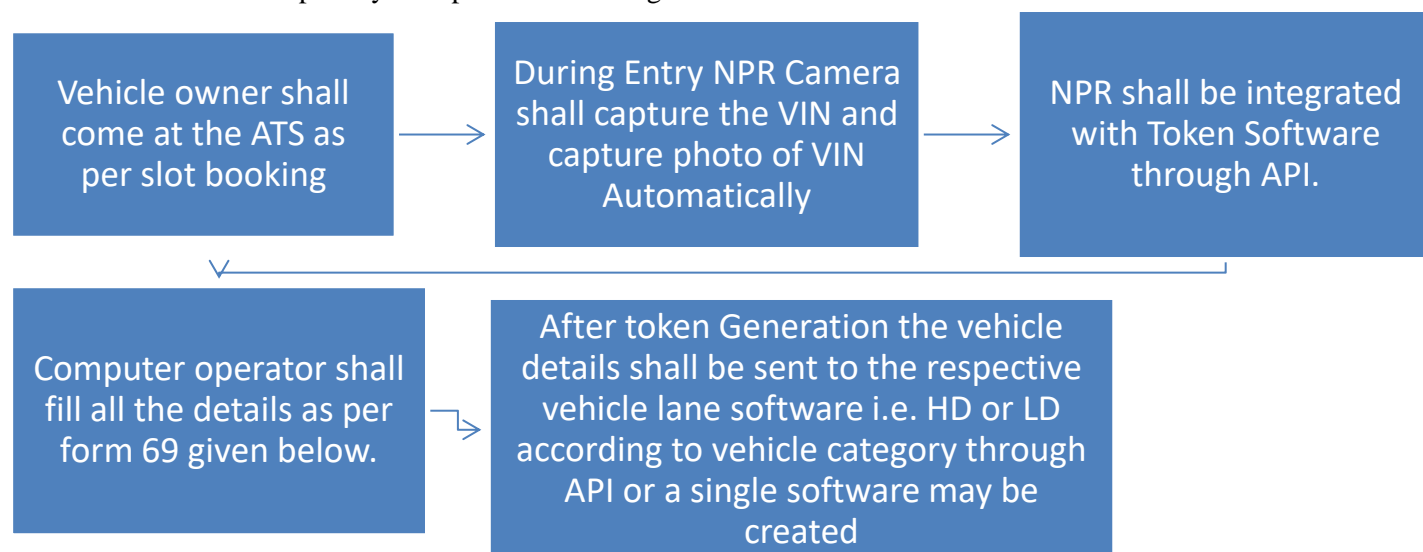 Vehicle owner shall
come at the ATS as
per slot booking
During Entry NPR Camera
shall capture the VIN and
capture photo of VIN
Automatically
NPR shall be integrated
with Token Software
through API.
Computer operator shall
fill all the details as per
form 69 given below.
After token Generation the vehicle
details shall be sent to the respective
vehicle lane software i.e. HD or LD
according to vehicle category through
API or a single software may be
created